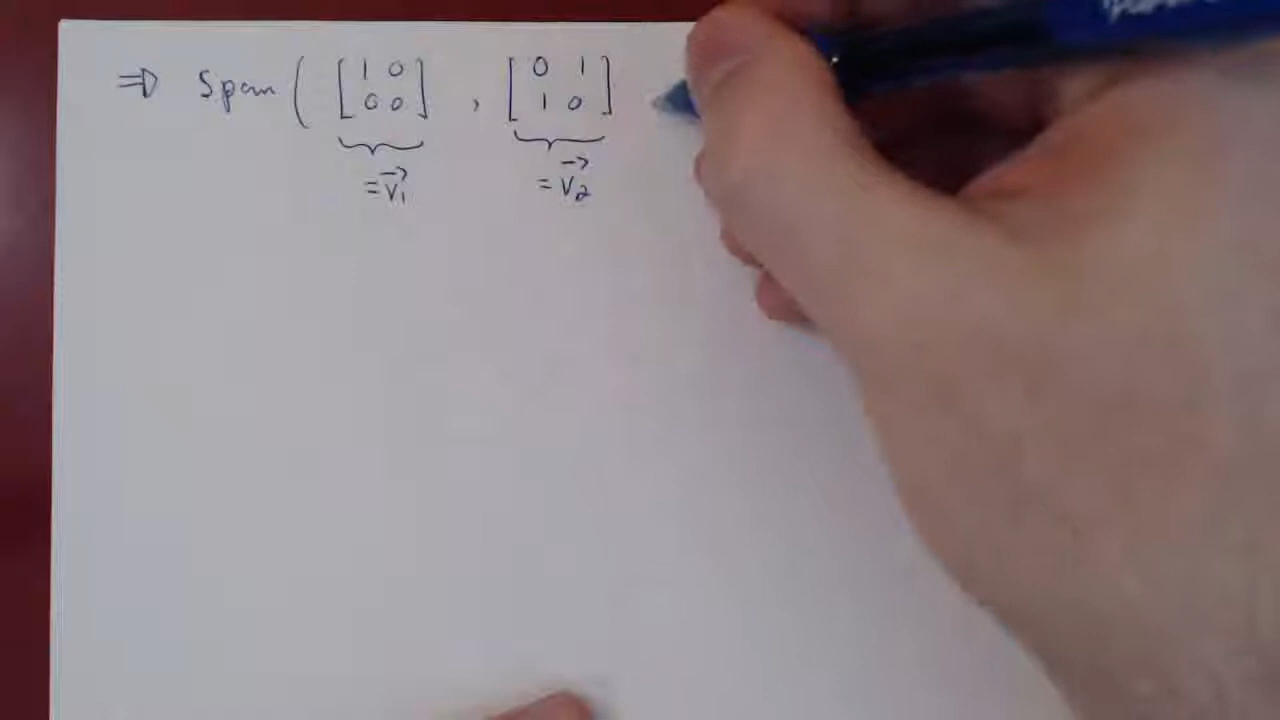 ⇒ Span ( [ 1 0 ] , [ 0 1 ]
[ 0 0 ] [ 1 0 ]
= v⃗1 = v⃗2